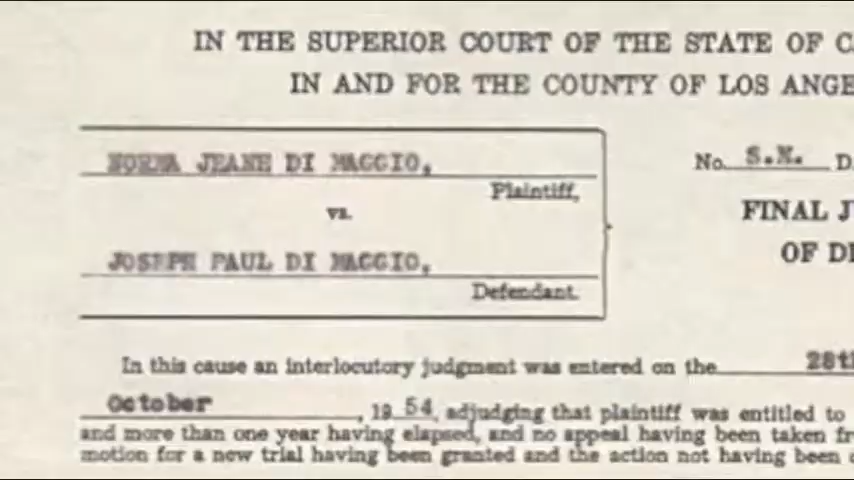 IN THE SUPERIOR COURT OF THE STATE OF C
IN AND FOR THE COUNTY OF LOS ANGE
NORMA JEANE DI MAGGIO,
Plaintiff,
vs.
JOSEPH PAUL DI MAGGIO,
Defendant.
No. S.M. D.
FINAL J
OF DI
In this cause an interlocutory judgment was entered on the 28th
October, 19 54, adjudging that plaintiff was entitled to
and more than one year having elapsed, and no appeal having been taken fr
motion for a new trial having been granted and the action not having been